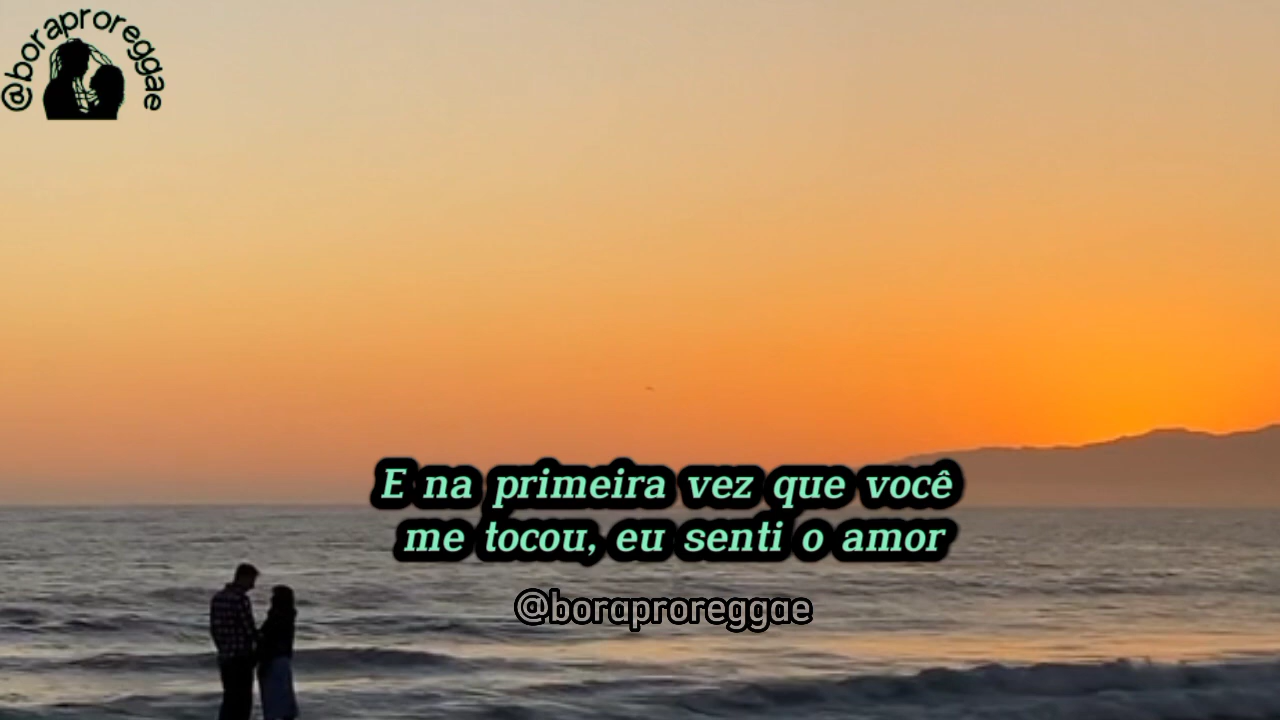 @boraproreggae
E na primeira vez que você
me tocou, eu senti o amor
@boraproreggae